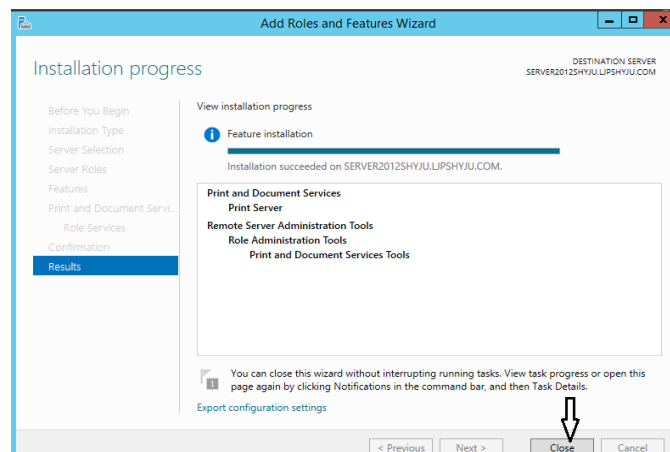 Add Roles and Features Wizard
Installation progress
DESTINATION SERVER
SERVER2012SHYJU.LJPSHYJU.COM
Before You Begin
Installation Type
Server Selection
Server Roles
Features
Print and Document Servi...
Role Services
Confirmation
Results
View installation progress
Feature installation
Installation succeeded on SERVER2012SHYJU.LJPSHYJU.COM.
Print and Document Services
Print Server
Remote Server Administration Tools
Role Administration Tools
Print and Document Services Tools
1
You can close this wizard without interrupting running tasks. View task progress or open this
page again by clicking Notifications in the command bar, and then Task Details.
Export configuration settings
< Previous
Next >
Close
Cancel